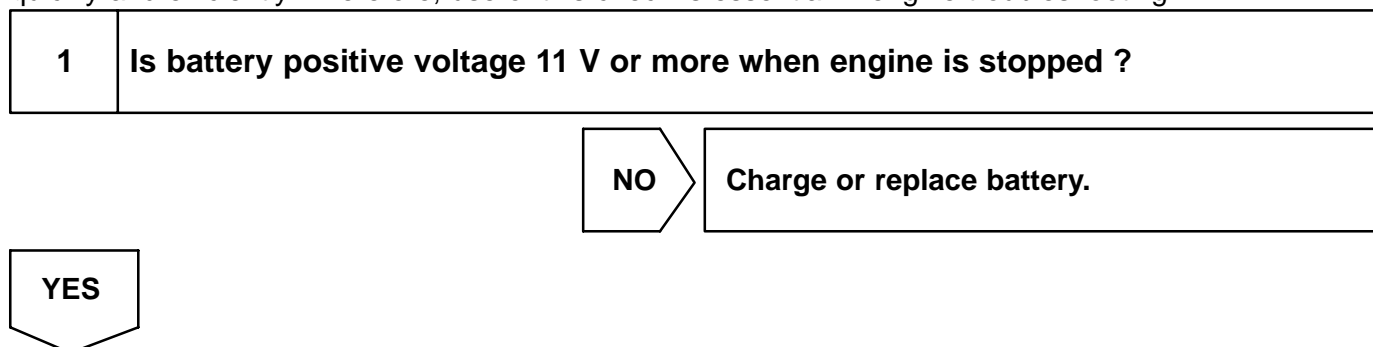 1 Is battery positive voltage 11 V or more when engine is stopped ?
NO Charge or replace battery.
YES